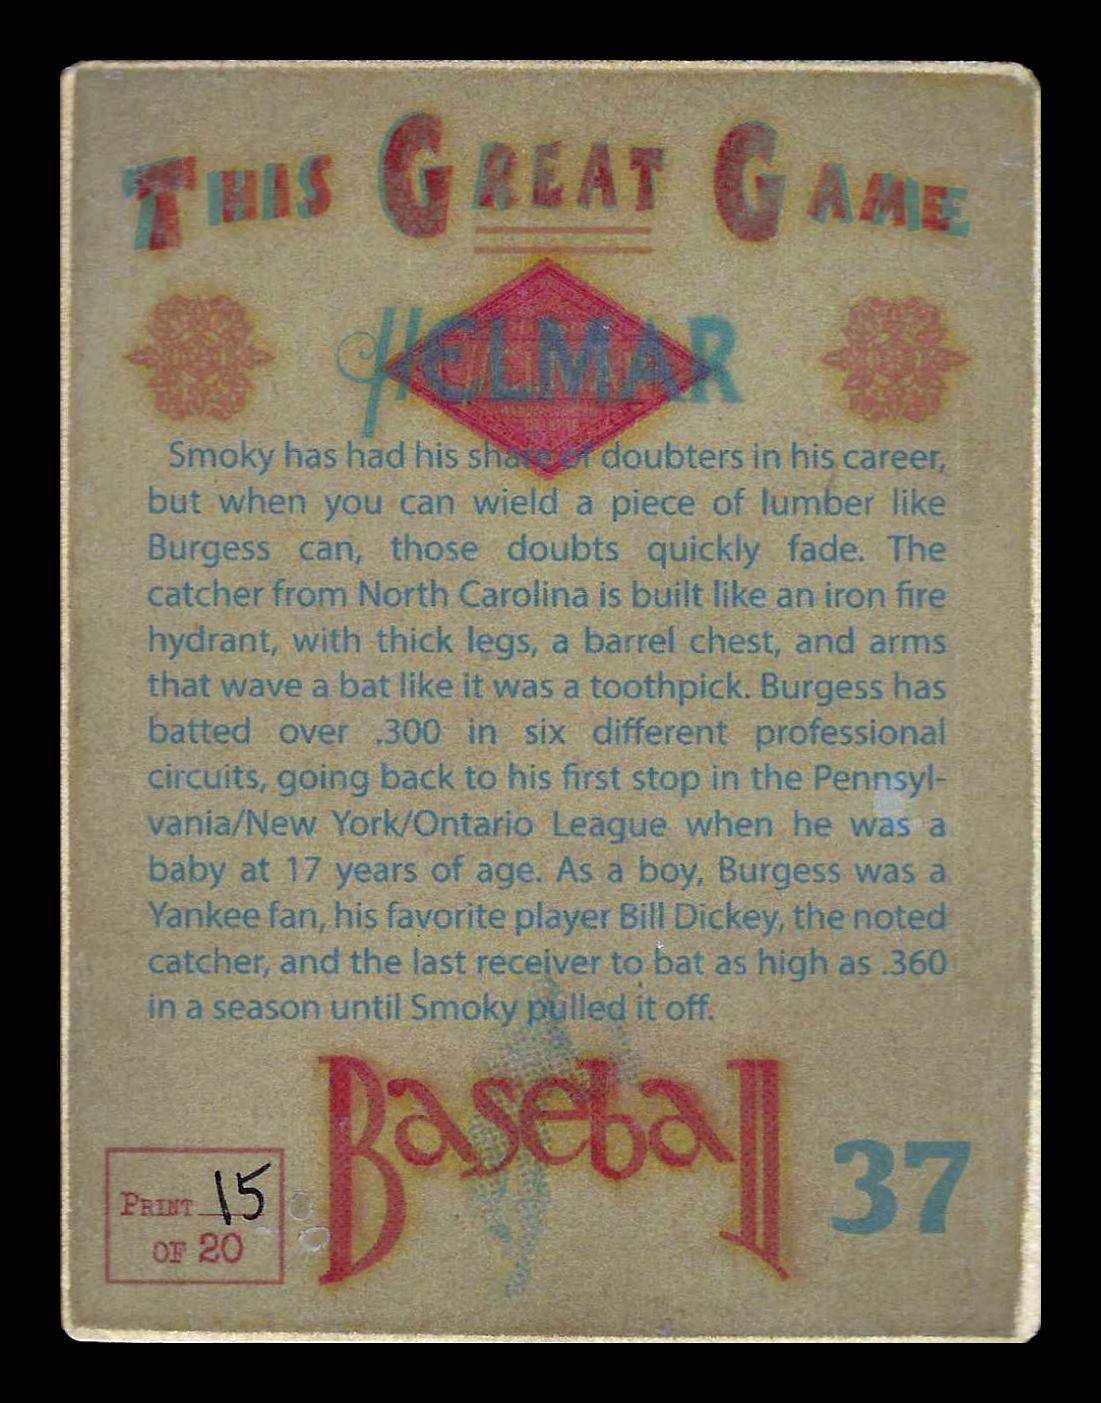 THIS GREAT GAME
HELMAR
Smoky has had his share of doubters in his career,
but when you can wield a piece of lumber like
Burgess can, those doubts quickly fade. The
catcher from North Carolina is built like an iron fire
hydrant, with thick legs, a barrel chest, and arms
that wave a bat like it was a toothpick. Burgess has
batted over .300 in six different professional
circuits, going back to his first stop in the Pennsyl-
vania/New York/Ontario League when he was a
baby at 17 years of age. As a boy, Burgess was a
Yankee fan, his favorite player Bill Dickey, the noted
catcher, and the last receiver to bat as high as .360
in a season until Smoky pulled it off.
Baseball
PRINT 15
OF 20
37